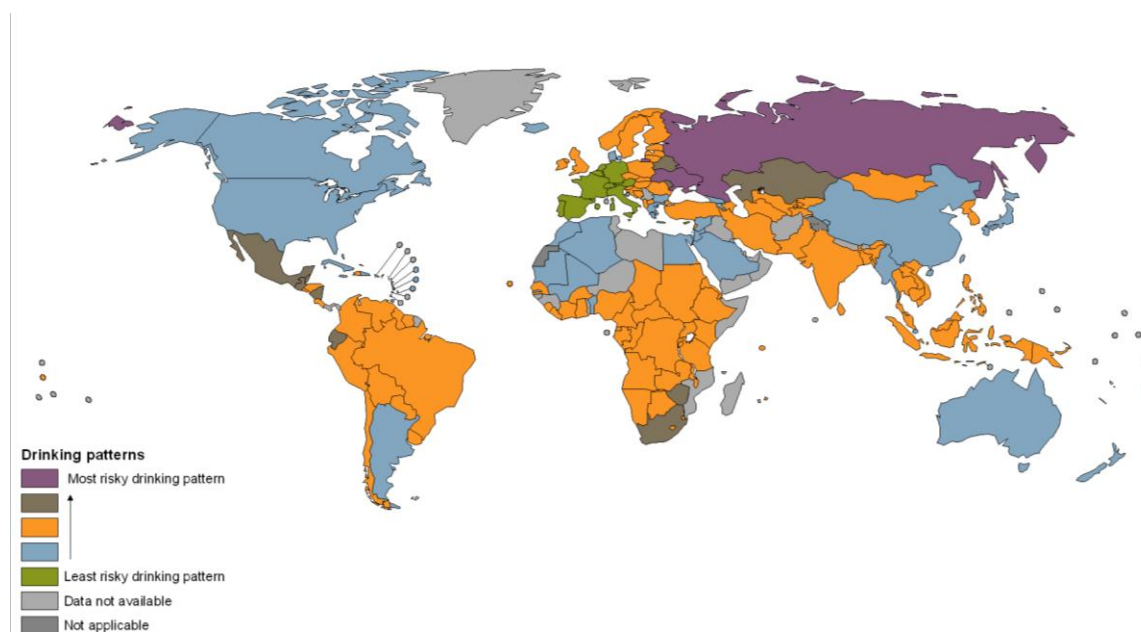 Drinking patterns
Most risky drinking pattern
Least risky drinking pattern
Data not available
Not applicable